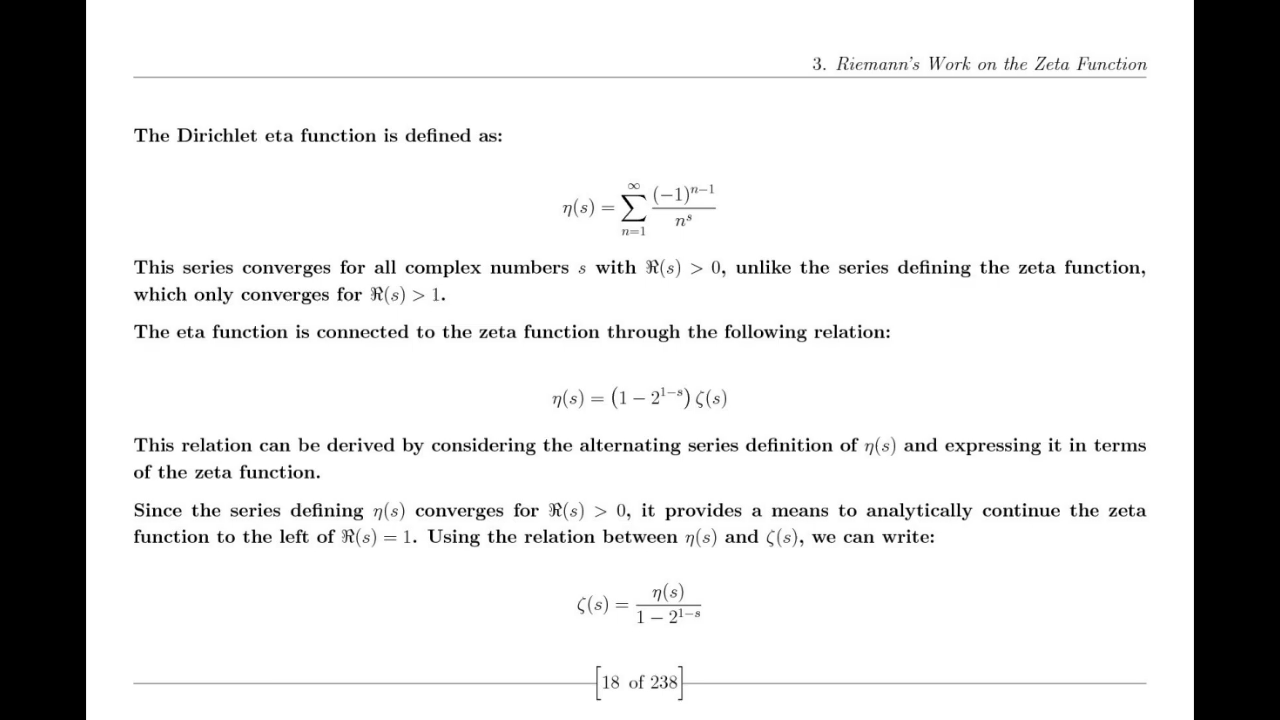 3. Riemann's Work on the Zeta Function
The Dirichlet eta function is defined as:
η(s) = ∑_{n=1}^{∞} (−1)^{n−1} / n^s
This series converges for all complex numbers s with ℜ(s) > 0, unlike the series defining the zeta function,
which only converges for ℜ(s) > 1.
The eta function is connected to the zeta function through the following relation:
η(s) = (1 − 2^{1−s}) ζ(s)
This relation can be derived by considering the alternating series definition of η(s) and expressing it in terms
of the zeta function.
Since the series defining η(s) converges for ℜ(s) > 0, it provides a means to analytically continue the zeta
function to the left of ℜ(s) = 1. Using the relation between η(s) and ζ(s), we can write:
ζ(s) = η(s) / 1 − 2^{1−s}
[18 of 238]